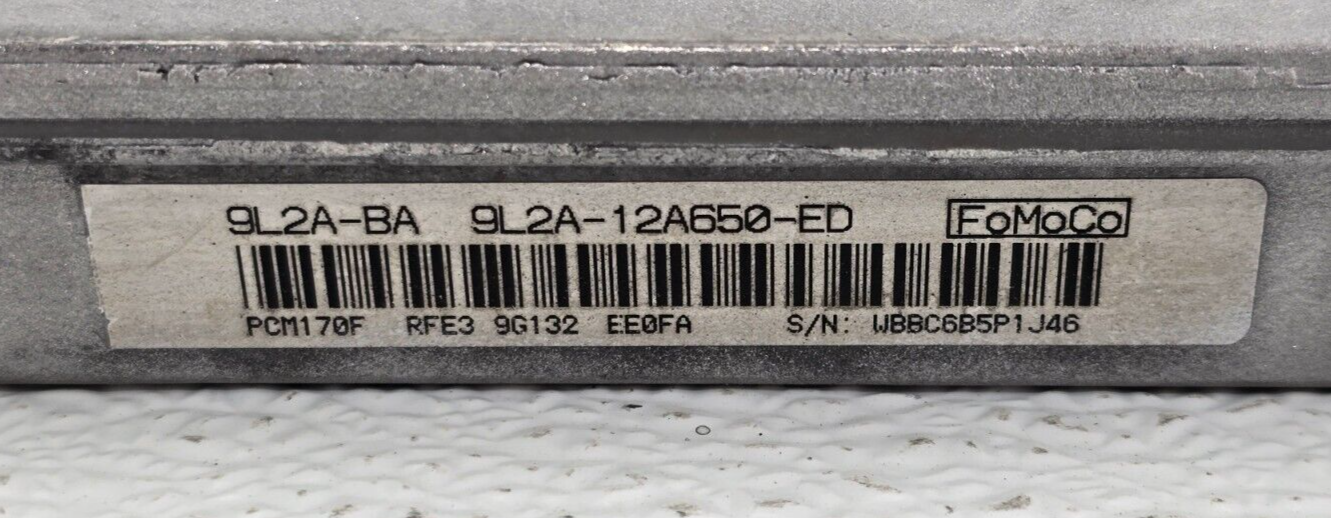 9L2A-BA 9L2A-12A650-ED FoMoCo
PCM170F RFE3 9G132 EE0FA S/N: WBBC6B5P1J46